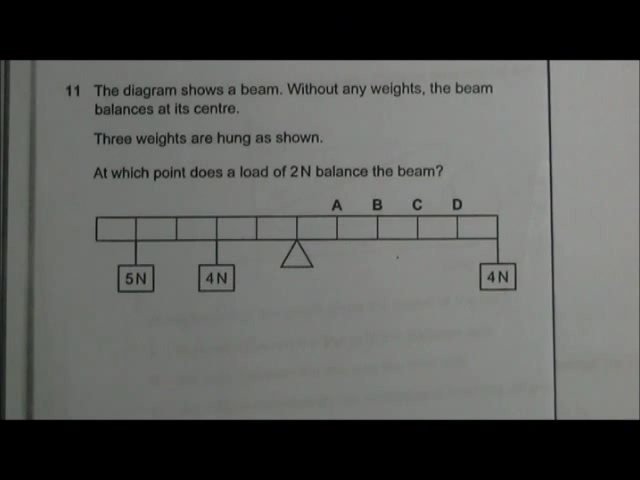 11 The diagram shows a beam. Without any weights, the beam
balances at its centre.
Three weights are hung as shown.
At which point does a load of 2N balance the beam?
A B C D
5N 4N 4N